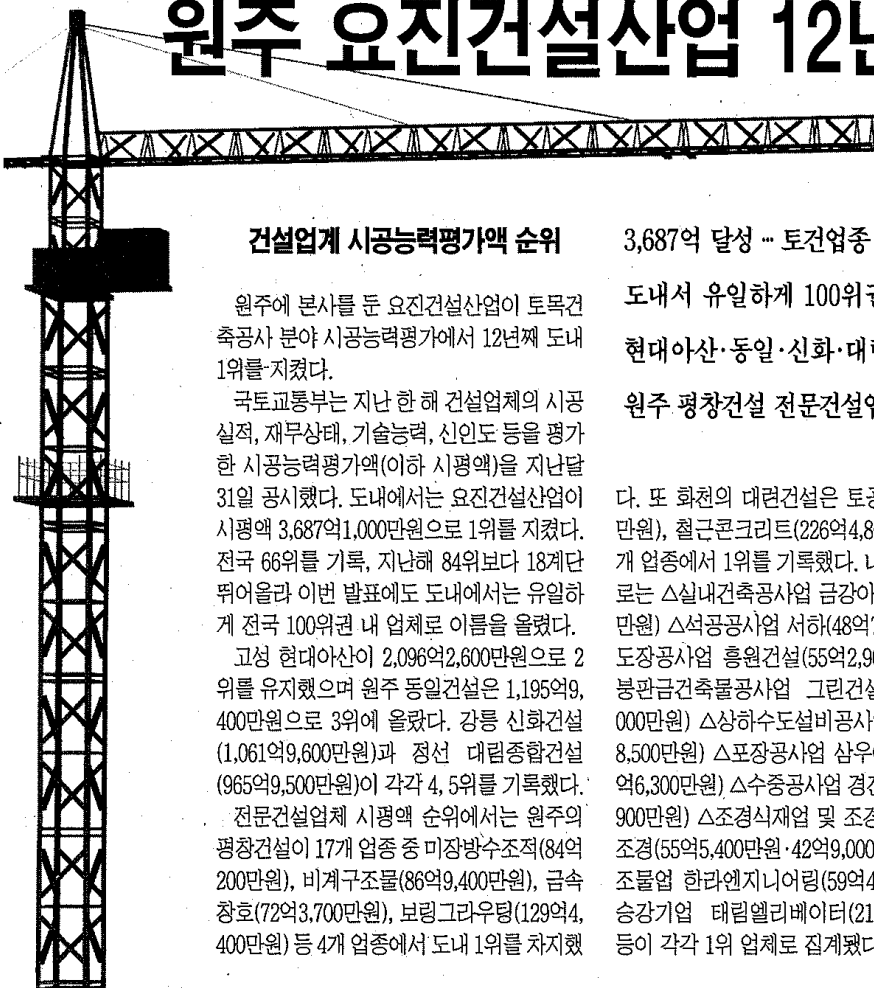 원주 요진건설산업 12년
건설업계 시공능력평가액 순위
원주에 본사를 둔 요진건설산업이 토목건
축공사 분야 시공능력평가에서 12년째 도내
1위를 지켰다.
국토교통부는 지난 한 해 건설업체의 시공
실적, 재무상태, 기술능력, 신인도 등을 평가
한 시공능력평가액(이하 시평액)을 지난달
31일 공시했다. 도내에서는 요진건설산업이
시평액 3,687억1,000만원으로 1위를 지켰다.
전국 66위를 기록, 지난해 84위보다 18계단
뛰어올라 이번 발표에도 도내에서는 유일하
게 전국 100위권 내 업체로 이름을 올렸다.
고성 현대아산이 2,096억2,600만원으로 2
위를 유지했으며 원주 동일건설은 1,195억9,
400만원으로 3위에 올랐다. 강릉 신화건설
(1,061억9,600만원)과 정선 대림종합건설
(965억9,500만원)이 각각 4, 5위를 기록했다.
전문건설업체 시평액 순위에서는 원주의
평창건설이 17개 업종 중 미장방수조적(84억
200만원), 비계구조물(86억9,400만원), 금속
창호(72억3,700만원), 보링그라우팅(129억4,
400만원) 등 4개 업종에서 도내 1위를 차지했
3,687억 달성 … 토건업종
도내서 유일하게 100위권
현대아산·동일·신화·대림
원주 평창건설 전문건설업
다. 또 화천의 대련건설은 토공
만원), 철근콘크리트(226억4,8
개 업종에서 1위를 기록했다. 
로는 △실내건축공사업 금강아
만원) △석공공사업 서하(48억
도장공사업 흥원건설(55억2,9
붕판금건축물공사업 그린건설
000만원) △상하수도설비공사
8,500만원) △포장공사업 삼우
억6,300만원) △수중공사업 경
900만원) △조경식재업 및 조경
조경(55억5,400만원·42억9,000
조물업 한라엔지니어링(59억4
승강기업 태림엘리베이터(21
등이 각각 1위 업체로 집계됐다